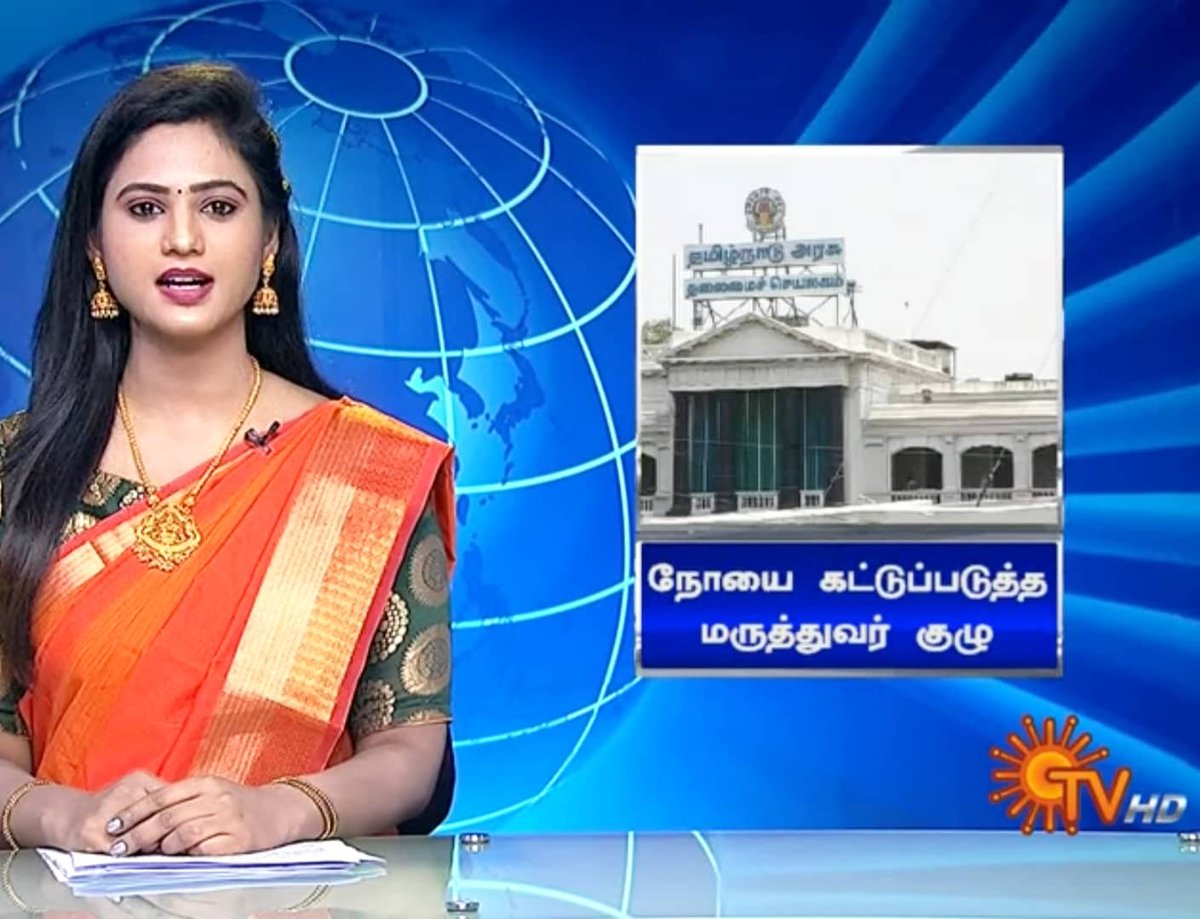 தமிழ்நாடு அரசு
தலைமைச் செயலகம்
நோயை கட்டுப்படுத்த
மருத்துவர் குழு
TV HD